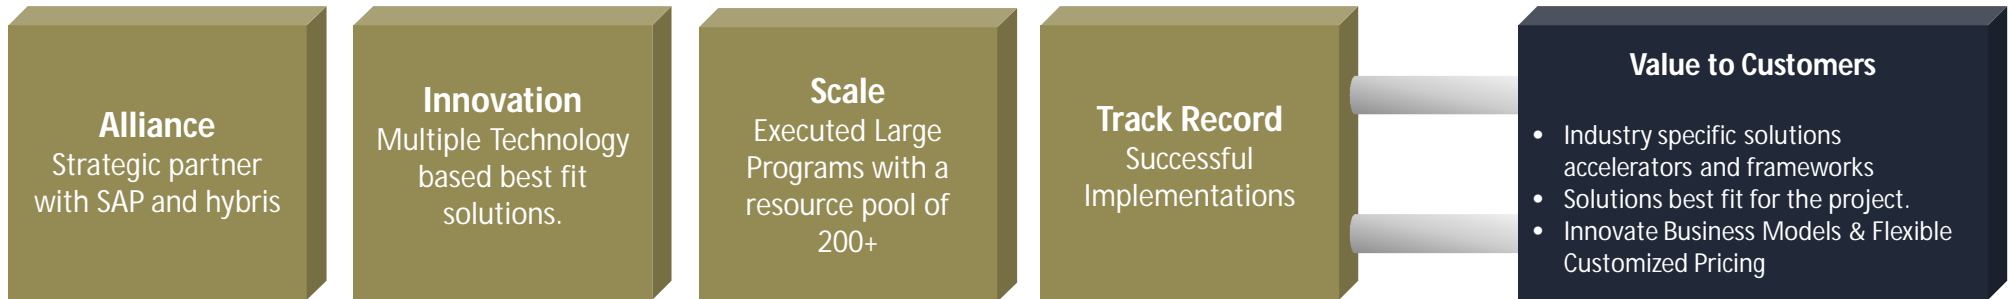 Alliance
Strategic partner
with SAP and hybris
Innovation
Multiple Technology
based best fit
solutions.
Scale
Executed Large
Programs with a
resource pool of
200+
Track Record
Successful
Implementations
Value to Customers
• Industry specific solutions
accelerators and frameworks
• Solutions best fit for the project.
• Innovate Business Models & Flexible
Customized Pricing